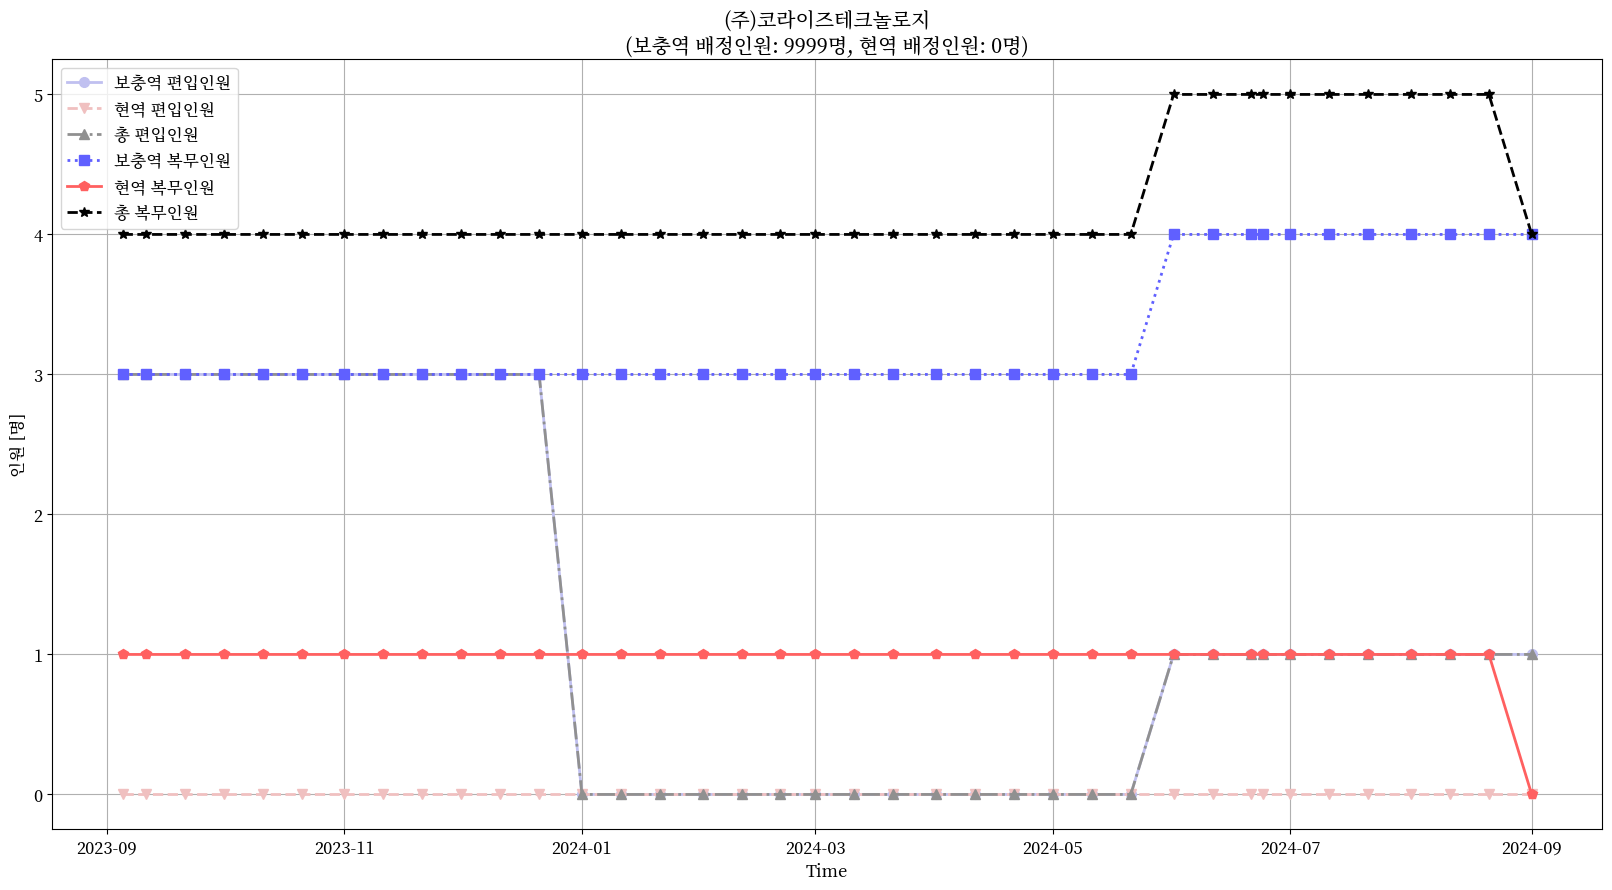 (주)코라이즈테크놀로지
(보충역 배정인원: 9999명, 현역 배정인원: 0명)
보충역 편입인원
현역 편입인원
총 편입인원
보충역 복무인원
현역 복무인원
총 복무인원
인원 [명]
5
4
3
2
1
0
2023-09
2023-11
2024-01
2024-03
2024-05
2024-07
2024-09
Time